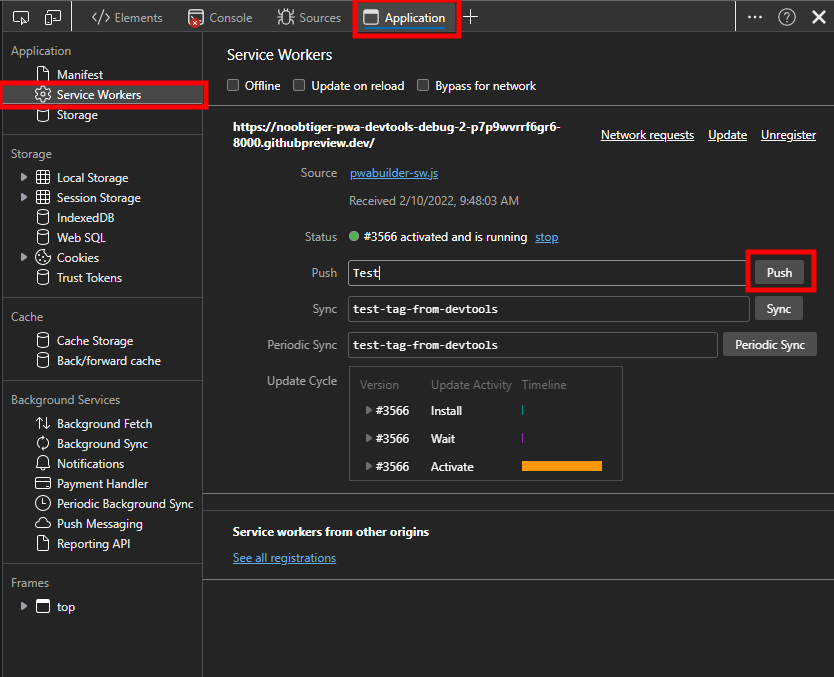 Elements Console Sources Application
Application
Manifest
Service Workers
Storage
Storage
Local Storage
Session Storage
IndexedDB
Web SQL
Cookies
Trust Tokens
Cache
Cache Storage
Back/forward cache
Background Services
Background Fetch
Background Sync
Notifications
Payment Handler
Periodic Background Sync
Push Messaging
Reporting API
Frames
top
Service Workers
Offline Update on reload Bypass for network
https://noobtiger-pwa-devtools-debug-2-p7p9wvrrf6gr6-
8000.githubpreview.dev/
Network requests Update Unregister
Source pwabuilder-sw.js
Received 2/10/2022, 9:48:03 AM
Status #3566 activated and is running stop
Push Test Push
Sync test-tag-from-devtools Sync
Periodic Sync test-tag-from-devtools Periodic Sync
Update Cycle
Version Update Activity Timeline
#3566 Install
#3566 Wait
#3566 Activate
Service workers from other origins
See all registrations